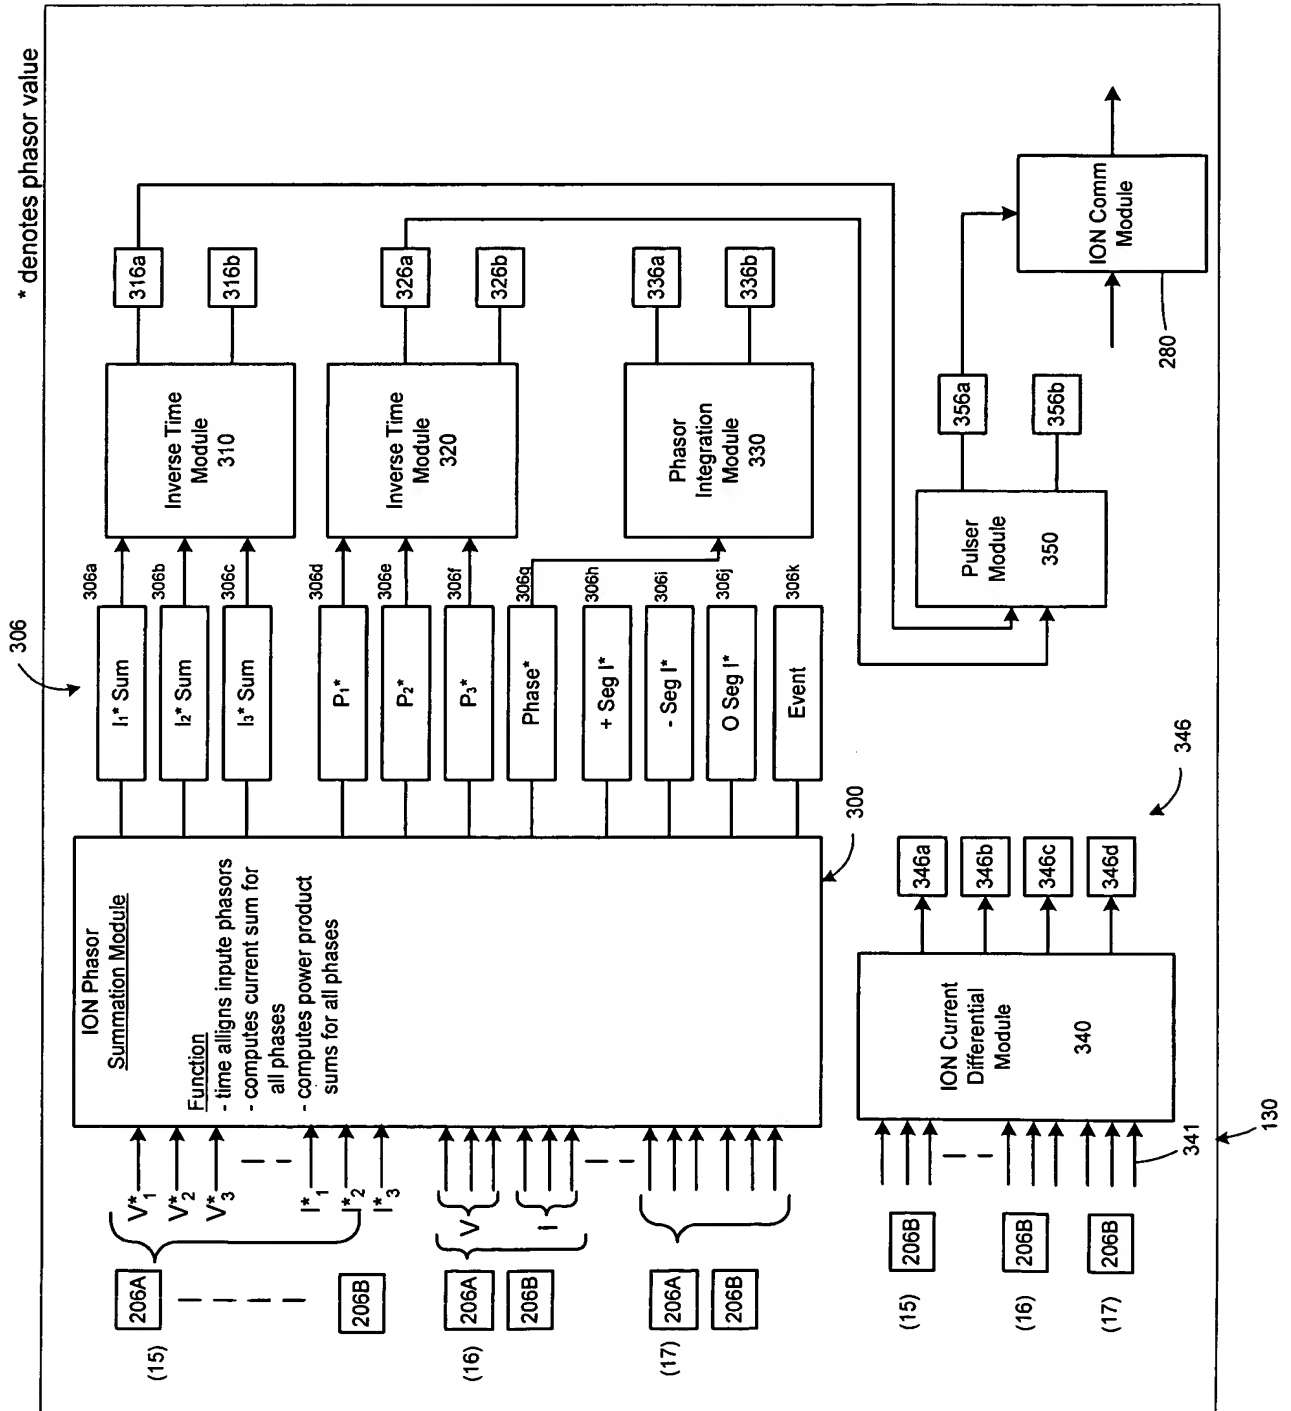 * denotes phasor value
306
(15)
206A
206B
V*1
V*2
V*3
I*1
I*2
I*3
(16)
206A
206B
V
I
(17)
206A
206B
ION Phasor
Summation Module
Function
- time alligns inpute phasors
- computes current sum for
all phases
- computes power product
sums for all phases
300
I1* Sum
306a
I2* Sum
306b
I3* Sum
306c
P1*
306d
P2*
306e
P3*
306f
Phase*
306g
+ Seg I*
306h
- Seg I*
306i
O Seg I*
306j
Event
306k
Inverse Time
Module
310
316a
316b
Inverse Time
Module
320
326a
326b
Phasor
Integration
Module
330
336a
336b
(15)
206B
(16)
206B
(17)
206B
341
130
ION Current
Differential
Module
340
346a
346b
346c
346d
346
Pulser
Module
350
356a
356b
ION Comm
Module
280